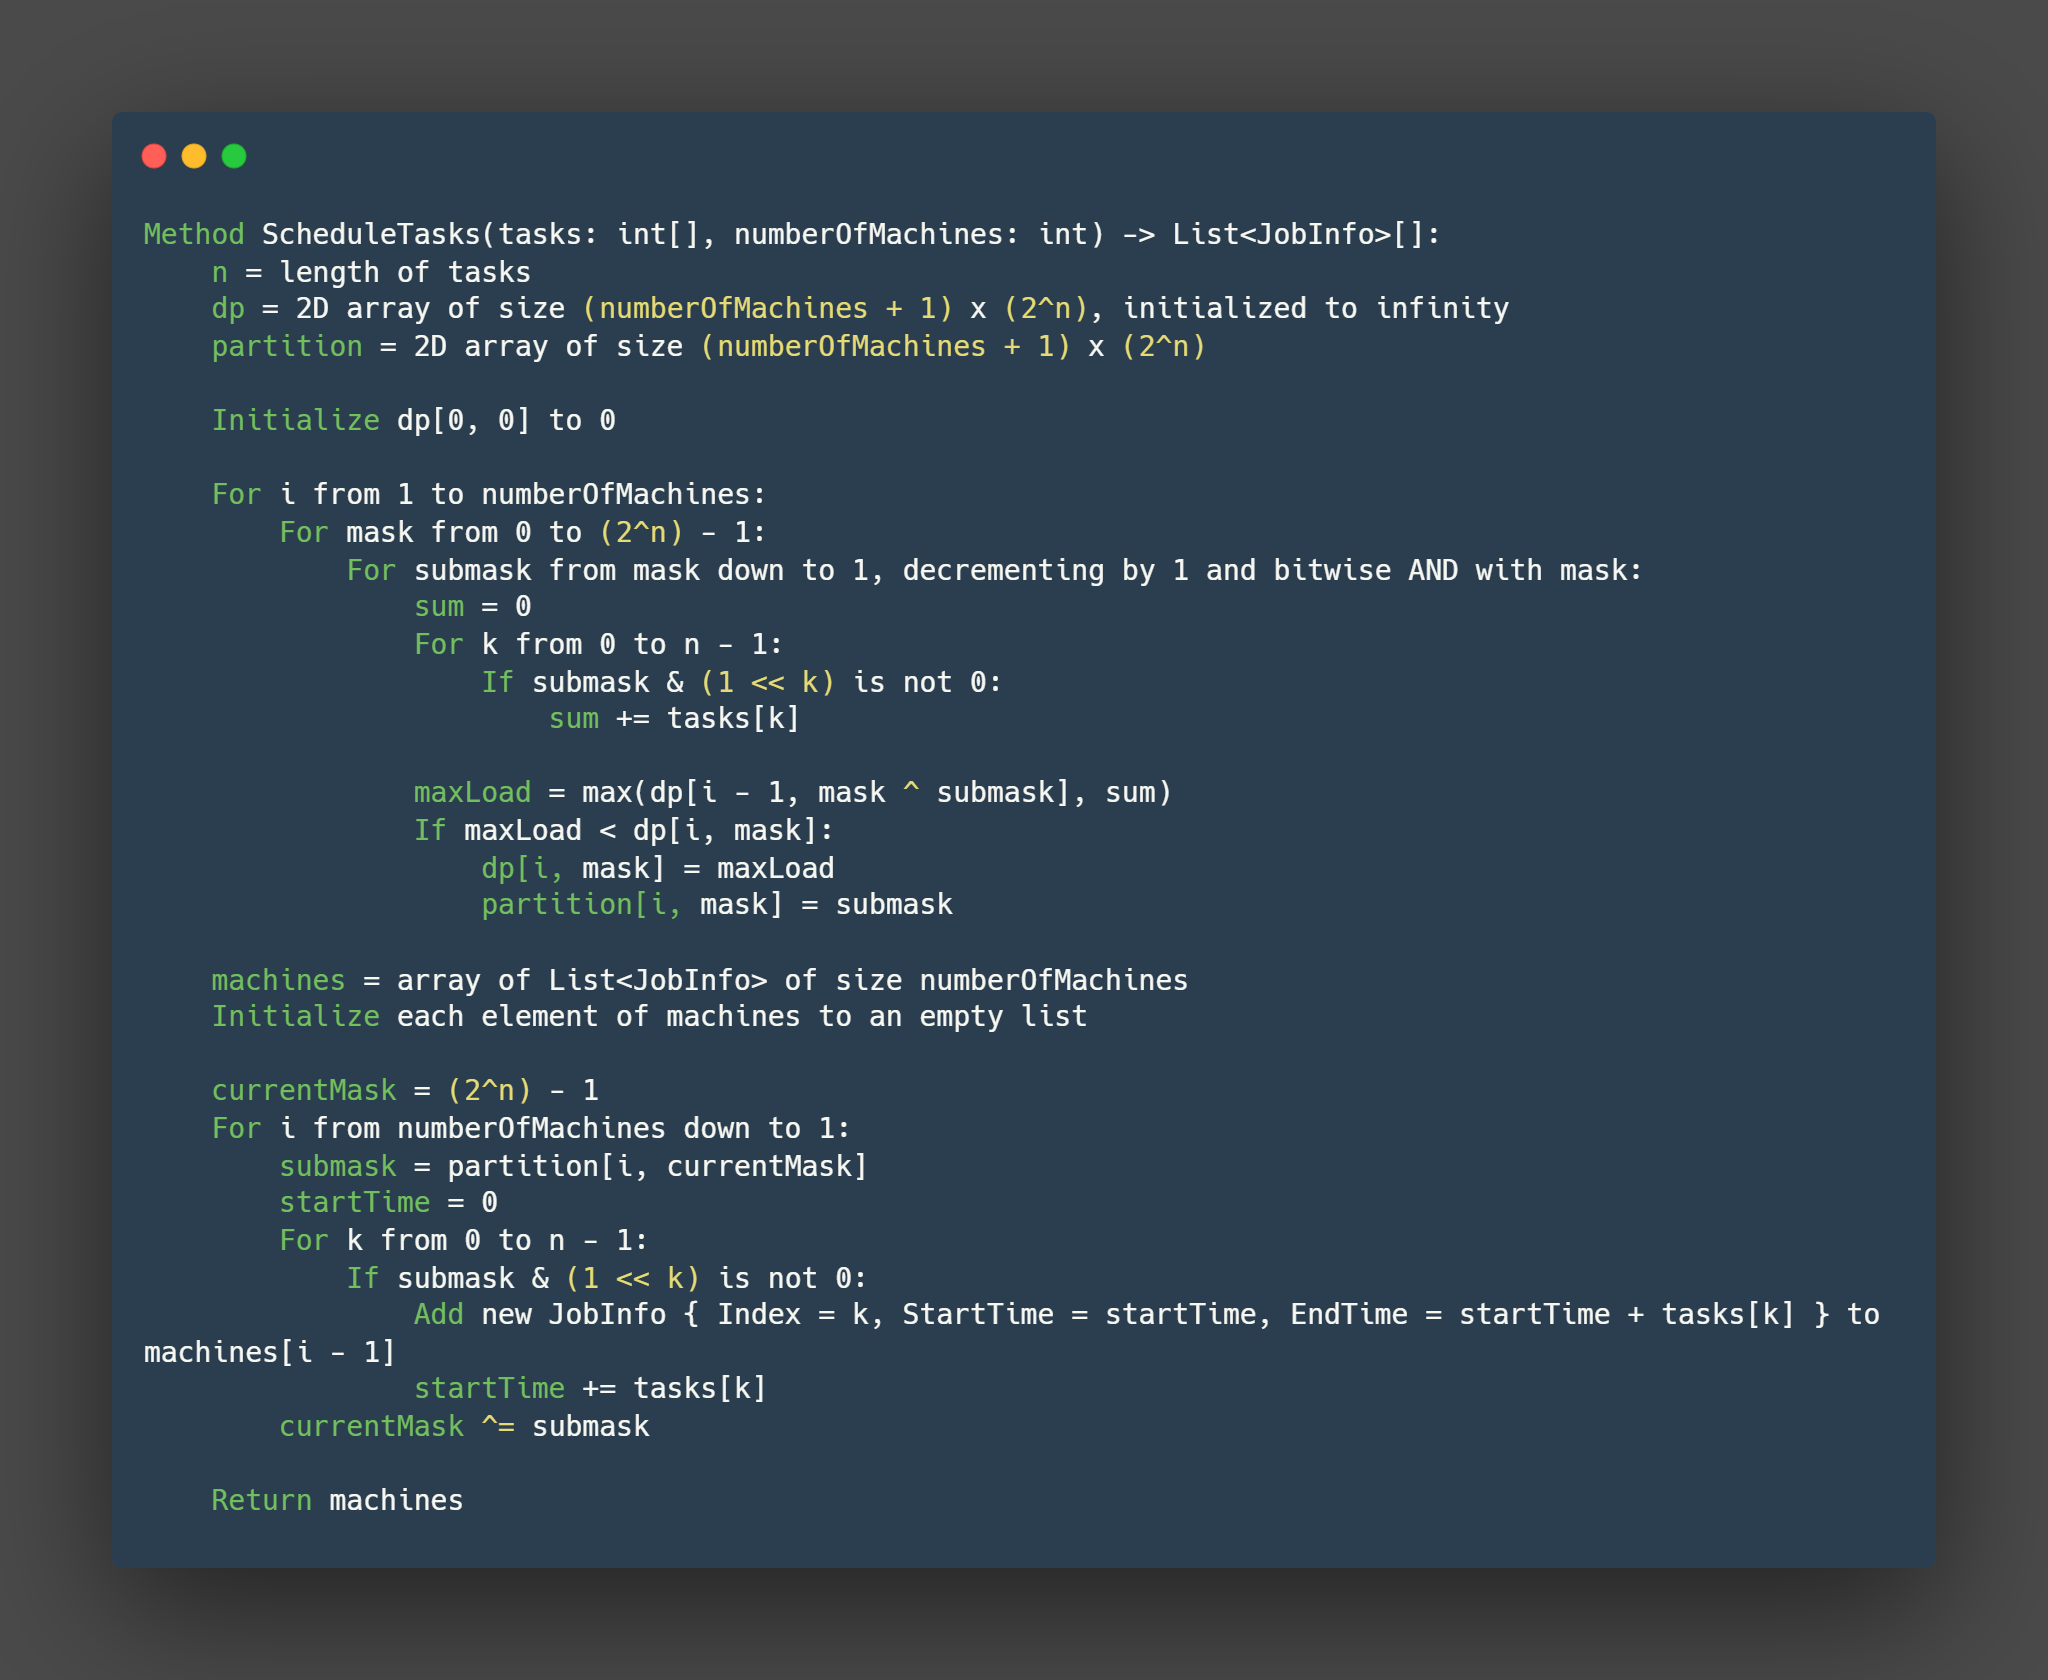 Method ScheduleTasks(tasks: int[], numberOfMachines: int) -> List<JobInfo>[]:
    n = length of tasks
    dp = 2D array of size (numberOfMachines + 1) x (2^n), initialized to infinity
    partition = 2D array of size (numberOfMachines + 1) x (2^n)

    Initialize dp[0, 0] to 0

    For i from 1 to numberOfMachines:
        For mask from 0 to (2^n) - 1:
            For submask from mask down to 1, decrementing by 1 and bitwise AND with mask:
                sum = 0
                For k from 0 to n - 1:
                    If submask & (1 << k) is not 0:
                        sum += tasks[k]

                maxLoad = max(dp[i - 1, mask ^ submask], sum)
                If maxLoad < dp[i, mask]:
                    dp[i, mask] = maxLoad
                    partition[i, mask] = submask

    machines = array of List<JobInfo> of size numberOfMachines
    Initialize each element of machines to an empty list

    currentMask = (2^n) - 1
    For i from numberOfMachines down to 1:
        submask = partition[i, currentMask]
        startTime = 0
        For k from 0 to n - 1:
            If submask & (1 << k) is not 0:
                Add new JobInfo { Index = k, StartTime = startTime, EndTime = startTime + tasks[k] } to
machines[i - 1]
                startTime += tasks[k]
        currentMask ^= submask

    Return machines